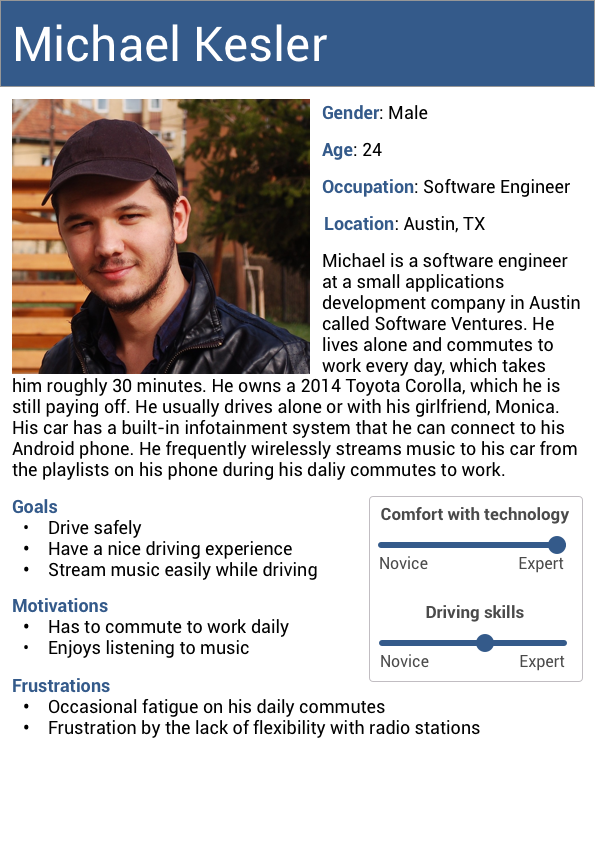 Michael Kesler
Gender: Male
Age: 24
Occupation: Software Engineer
Location: Austin, TX
Michael is a software engineer
at a small applications
development company in Austin
called Software Ventures. He
lives alone and commutes to
work every day, which takes
him roughly 30 minutes. He owns a 2014 Toyota Corolla, which he is
still paying off. He usually drives alone or with his girlfriend, Monica.
His car has a built-in infotainment system that he can connect to his
Android phone. He frequently wirelessly streams music to his car from
the playlists on his phone during his daliy commutes to work.
Goals
• Drive safely
• Have a nice driving experience
• Stream music easily while driving
Motivations
• Has to commute to work daily
• Enjoys listening to music
Frustrations
• Occasional fatigue on his daily commutes
• Frustration by the lack of flexibility with radio stations
Comfort with technology
Novice Expert
Driving skills
Novice Expert